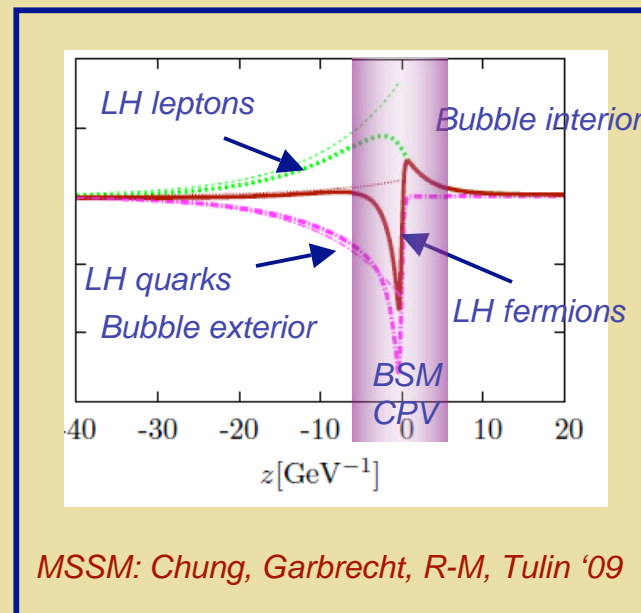 LH leptons
Bubble interior
LH quarks
Bubble exterior
LH fermions
BSM
CPV
-40 -30 -20 -10 0 10 20
z[GeV⁻¹]
MSSM: Chung, Garbrecht, R-M, Tulin ‘09